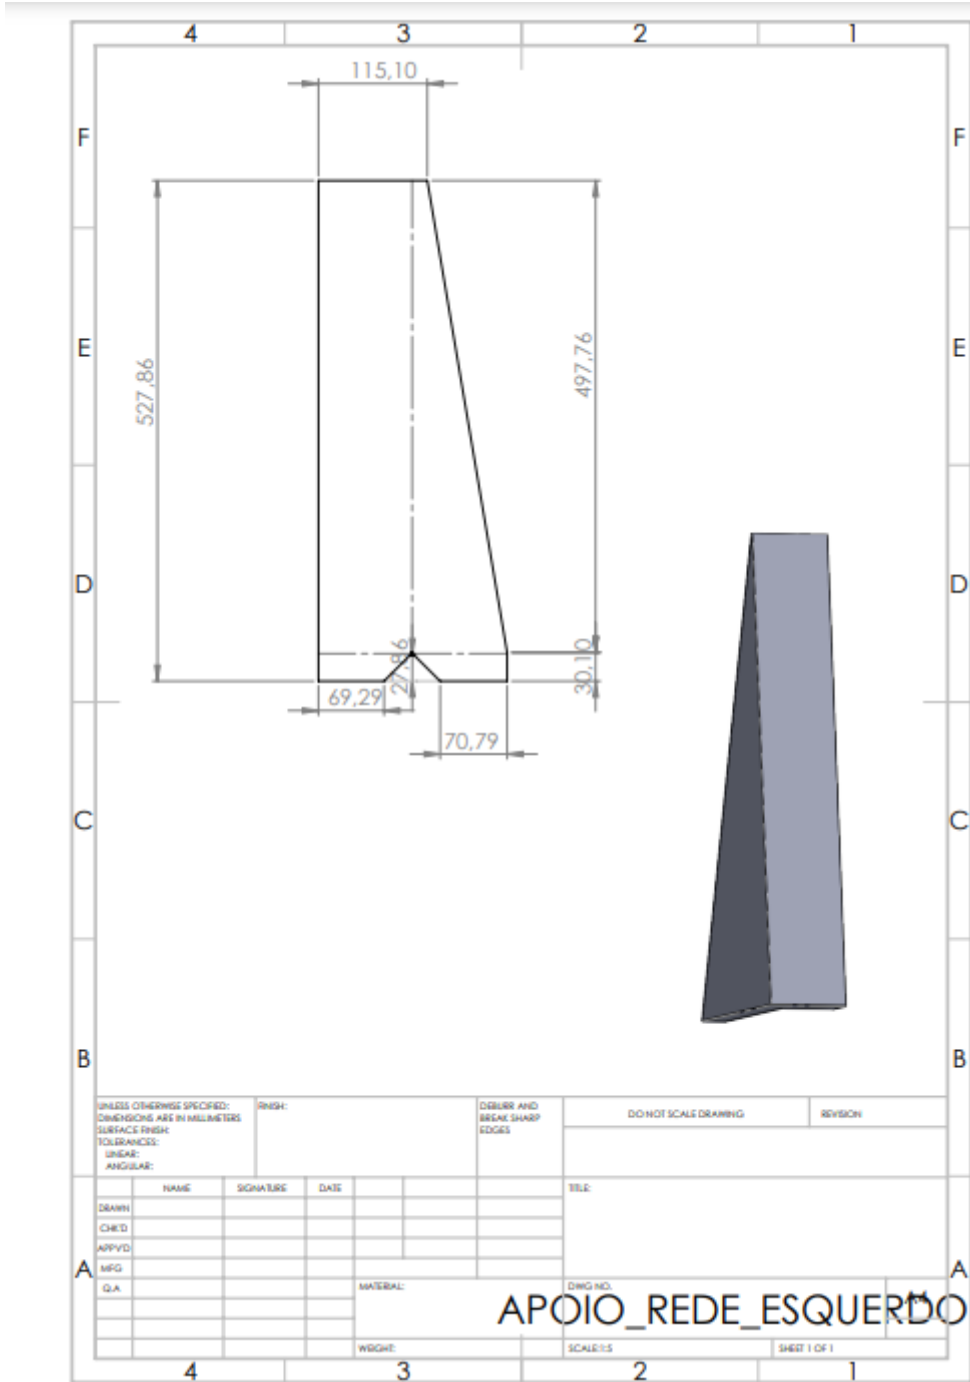 4 3 2 1
115,10
F F
527,86 497,76
E E
D D
27,86 30,10
69,29
70,79
C C
B B
UNLESS OTHERWISE SPECIFIED:
DIMENSIONS ARE IN MILLIMETERS
SURFACE FINISH:
TOLERANCES:
LINEAR:
ANGULAR:
FINISH:
DEBURR AND
BREAK SHARP
EDGES
DO NOT SCALE DRAWING
REVISION
NAME SIGNATURE DATE
TITLE:
DRAWN
CHK'D
APPV'D
MFG
Q.A
A A
MATERIAL:
DWG NO.
APOIO_REDE_ESQUERDO
A4
WEIGHT:
SCALE:1:5
SHEET 1 OF 1
4 3 2 1